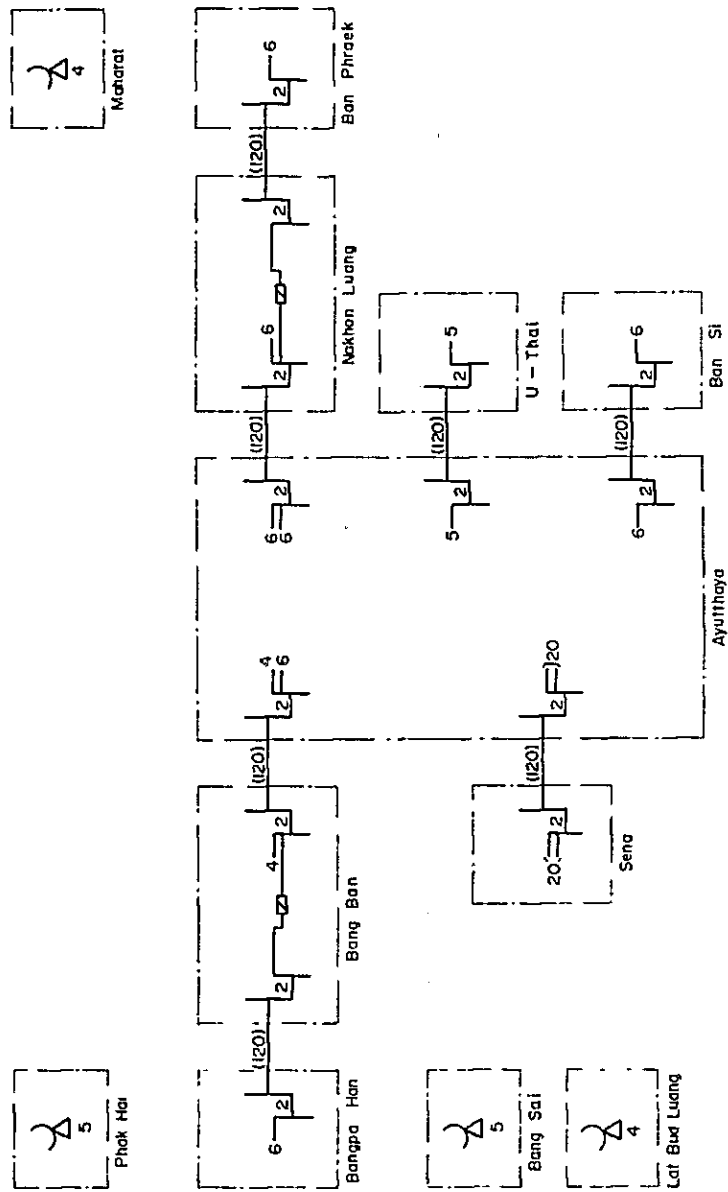 5
4
Phak Hai
Maharat
(120) (120) (120) (120)
6 2 2 4 2 2 4 6 2 2 6 2 2 6
6
Bangpa Han
Bang Ban
Nakhon Luang
Ban Phraek
(120)
5 5 2 2 5
Bang Sai
U - Thai
(120) (120)
20 2 2 20
4 6 2 2 6
Sena
Lat Bud Luang
Ban Si
Ayutthaya